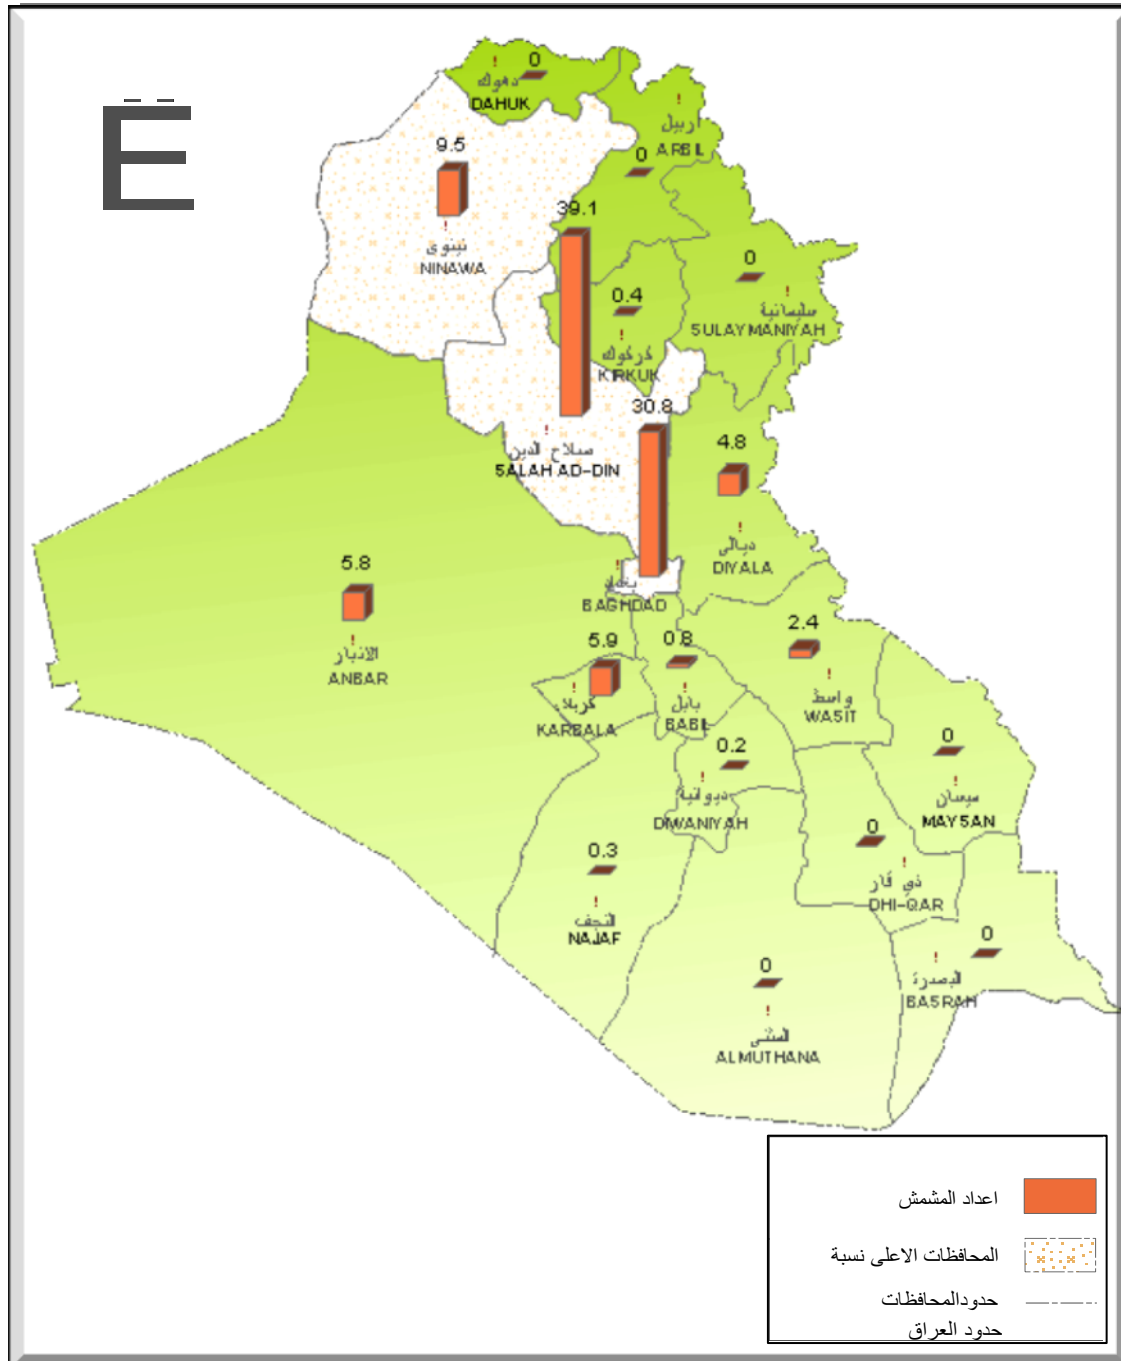 Ë
0
دهوك
DAHUK
اربيل
ARBIL
0
9.5
نينوى
NINAWA
39.1
0
سليمانية
SULAYMANIYAH
0.4
كركوك
KIRKUK
صلاح الدين
SALAH AD-DIN
30.8
4.8
ديالى
DIYALA
بغداد
BAGHDAD
5.8
الانبار
ANBAR
5.9
كربلاء
KARBALA
0.8
بابل
BABIL
2.4
واسط
WASIT
0.2
ديوانية
DIWANIYAH
0
ميسان
MAYSAN
0
ذي قار
DHI-QAR
0.3
النجف
NAJAF
0
البصرة
BASRAH
0
المثنى
ALMUTHANA
اعداد المشمش
المحافظات الاعلى نسبة
حدودالمحافظات
حدود العراق